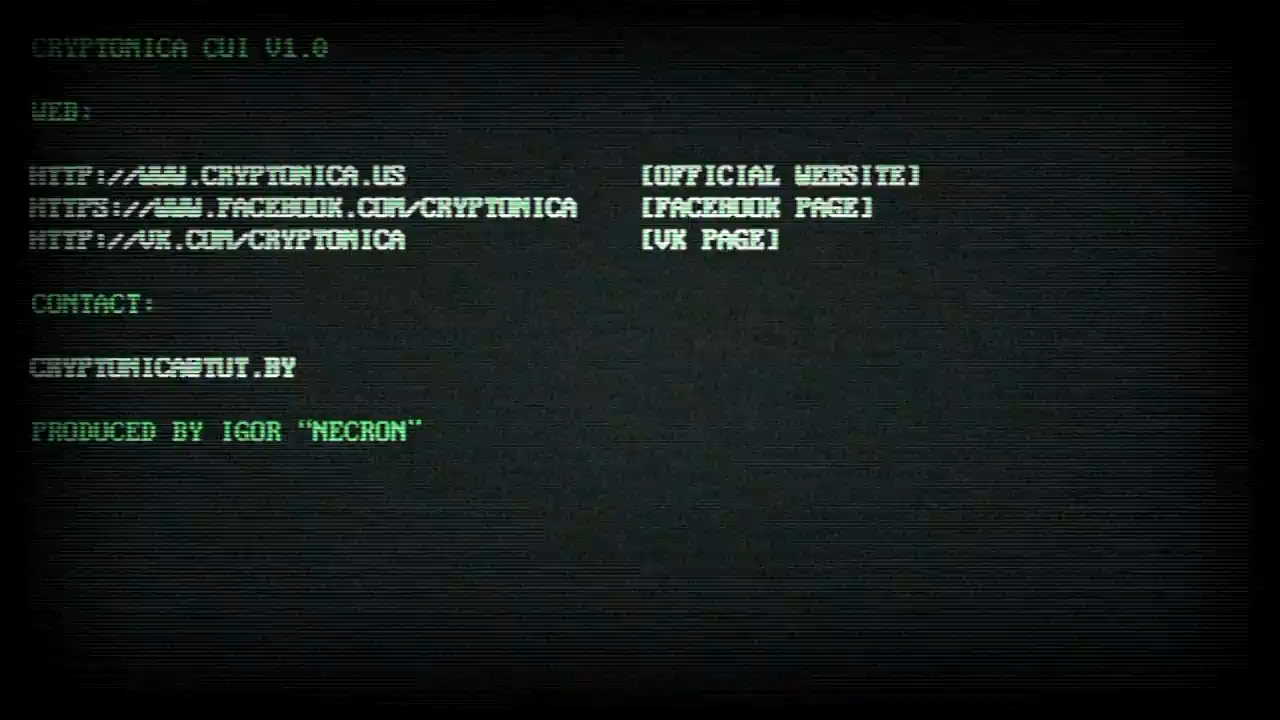 CRYPTONICA CUI V1.0
WEB:
HTTP://WWW.CRYPTONICA.US [OFFICIAL WEBSITE]
HTTPS://WWW.FACEBOOK.COM/CRYPTONICA [FACEBOOK PAGE]
HTTP://VK.COM/CRYPTONICA [VK PAGE]
CONTACT:
CRYPTONICA@TUT.BY
PRODUCED BY IGOR “NECRON”